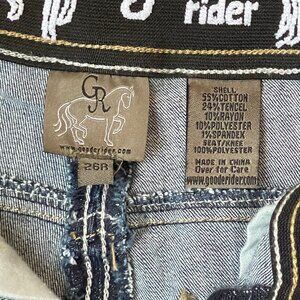 rider
GR
www.gooderider.com
26R
SHELL
55%COTTON
24%TENCEL
10%RAYON
10%POLYESTER
1%SPANDEX
SEAT/KNEE
100%POLYESTER
MADE IN CHINA
Over for Care
www.gooderider.com